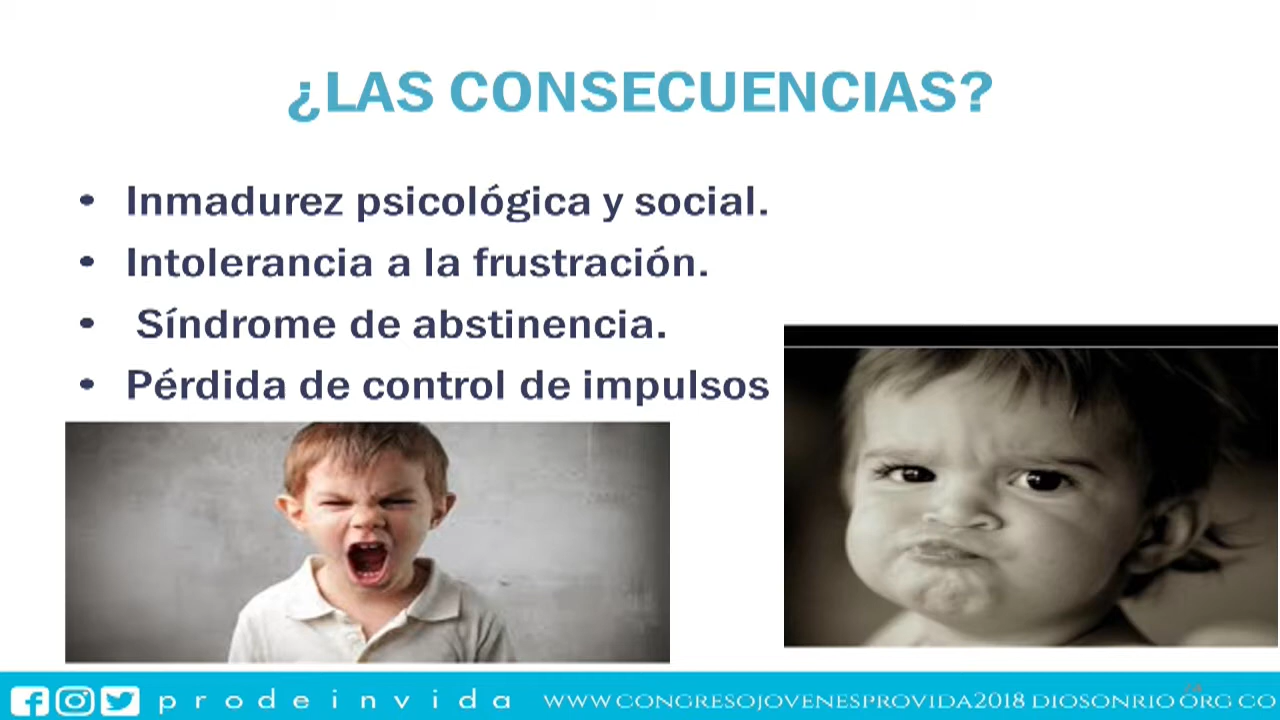 ¿LAS CONSECUENCIAS?
• Inmadurez psicológica y social.
• Intolerancia a la frustración.
• Síndrome de abstinencia.
• Pérdida de control de impulsos
prodeinvida WWW.CONGRESOJOVENESPROVIDA2018 DIOSONRIO ORG CO